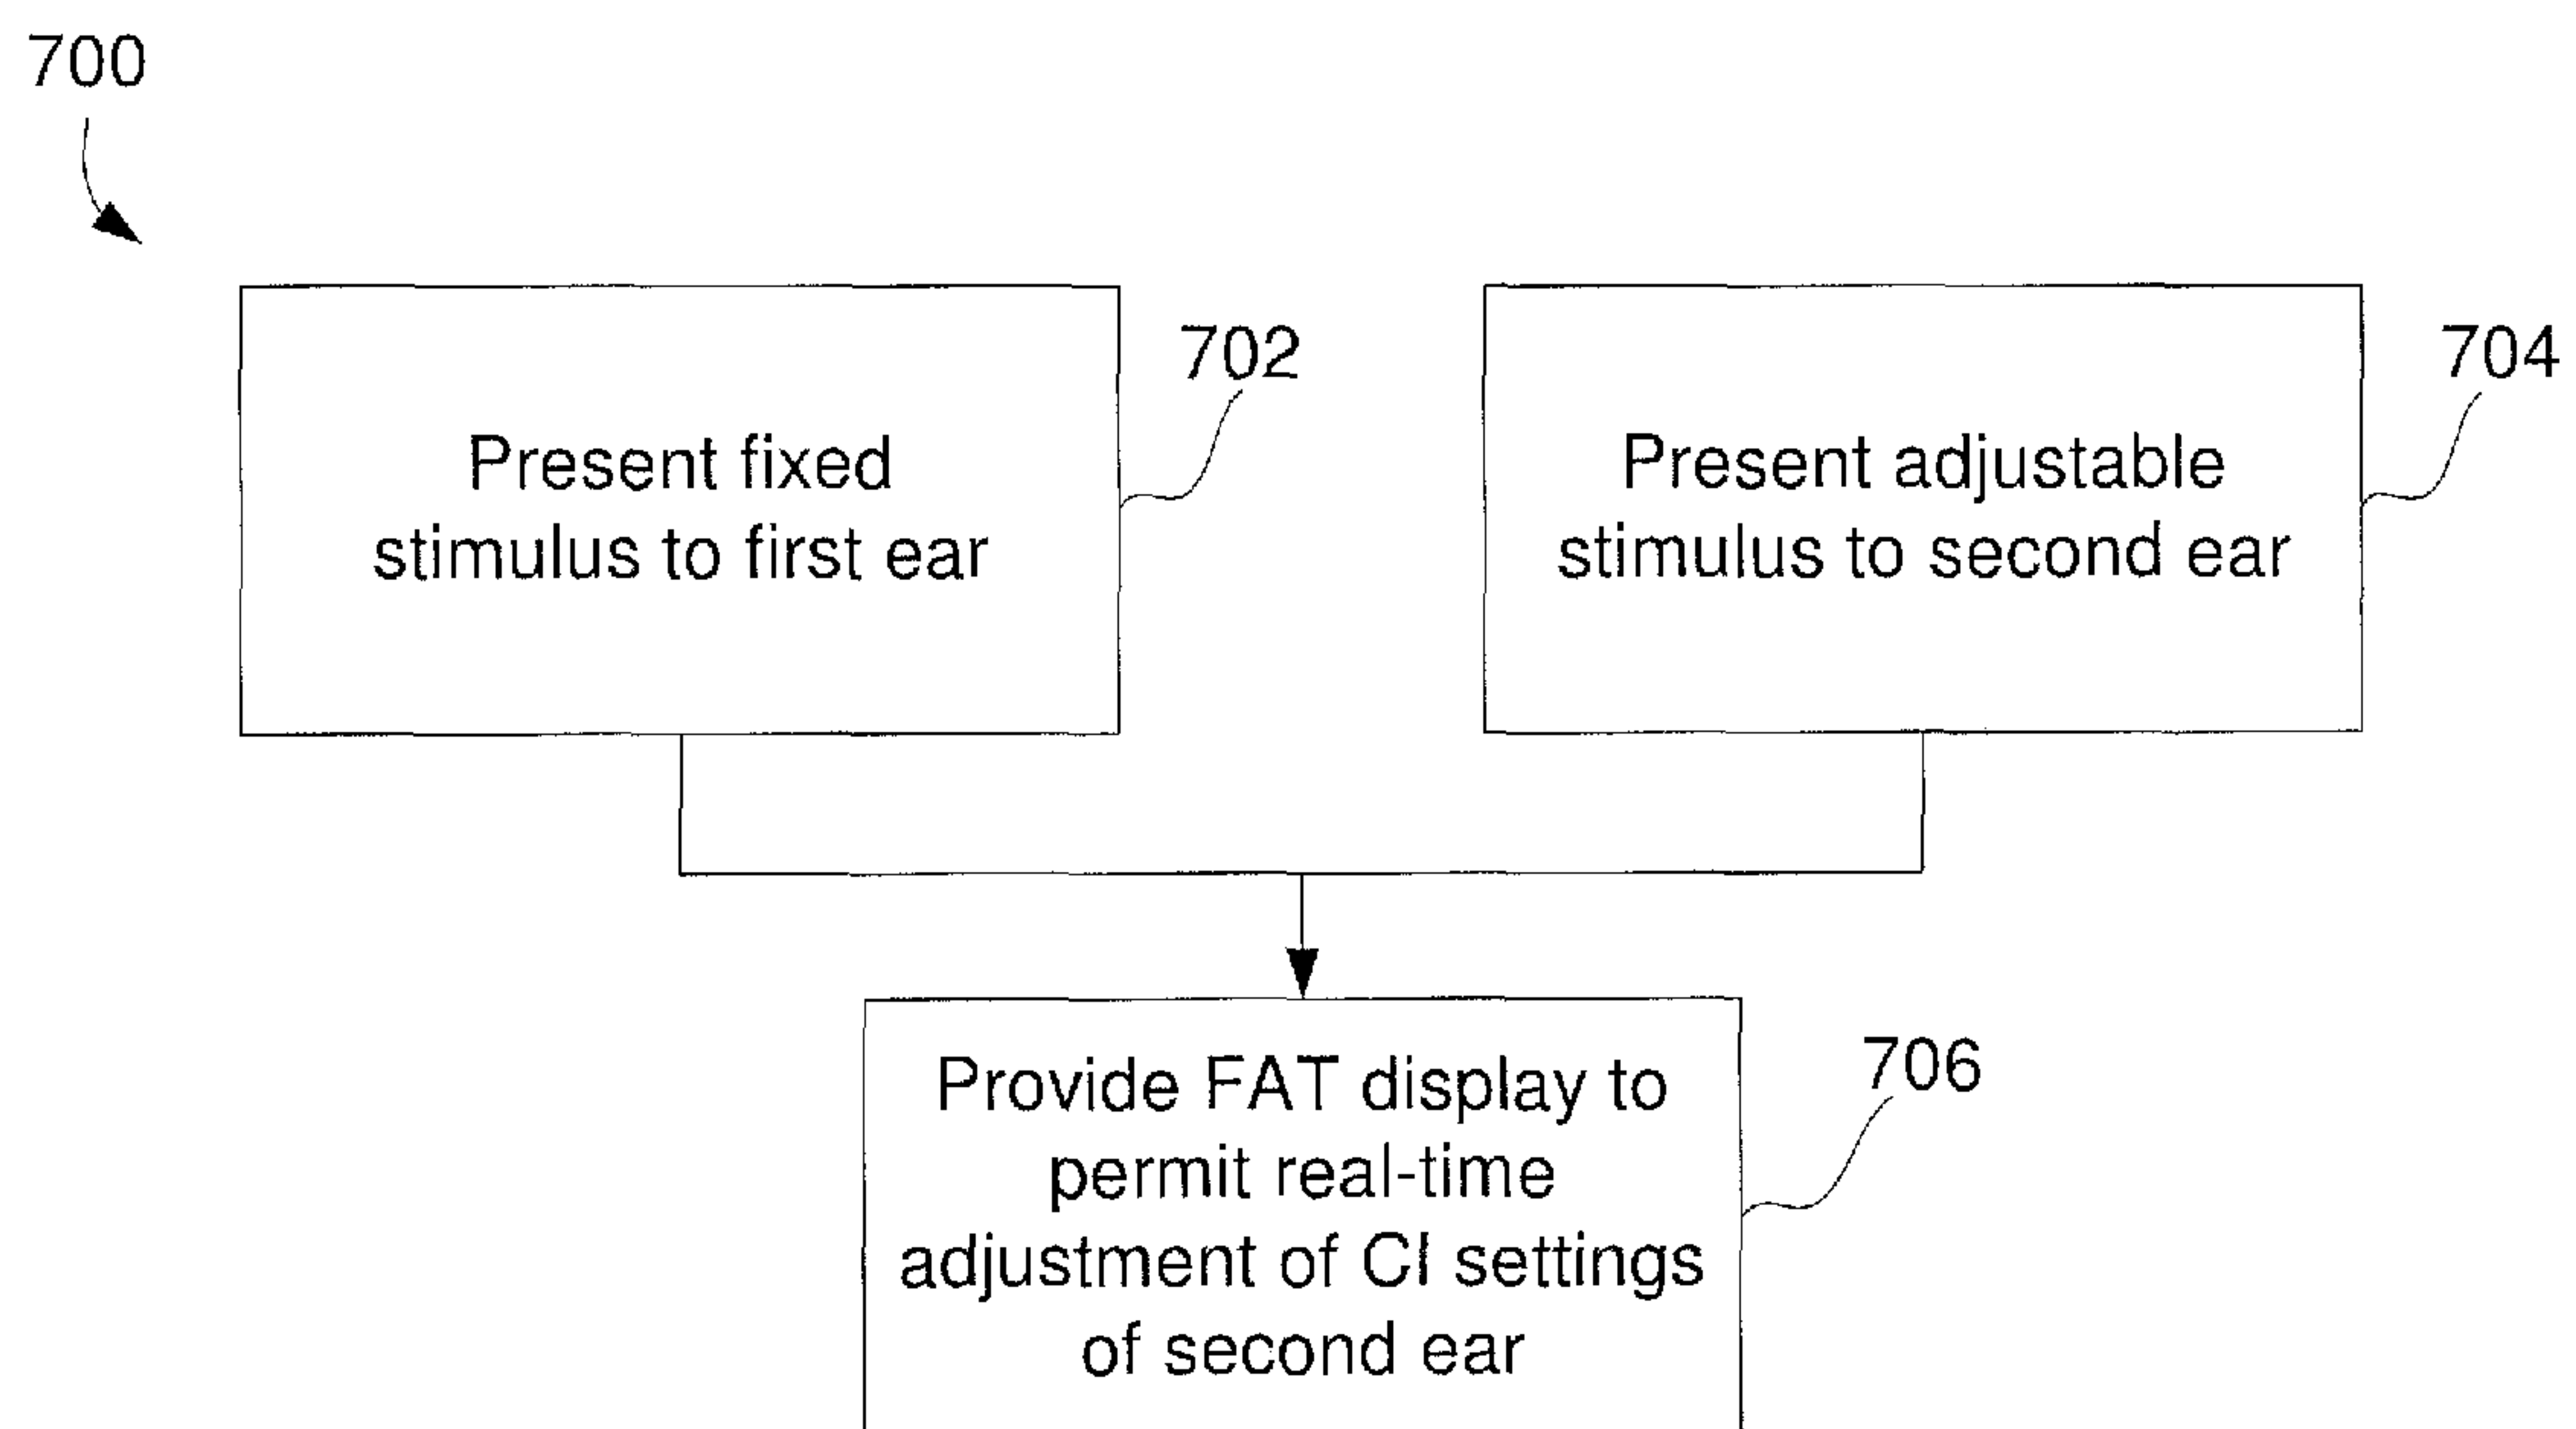 700
702
Present fixed
stimulus to first ear
704
Present adjustable
stimulus to second ear
706
Provide FAT display to
permit real-time
adjustment of CI settings
of second ear